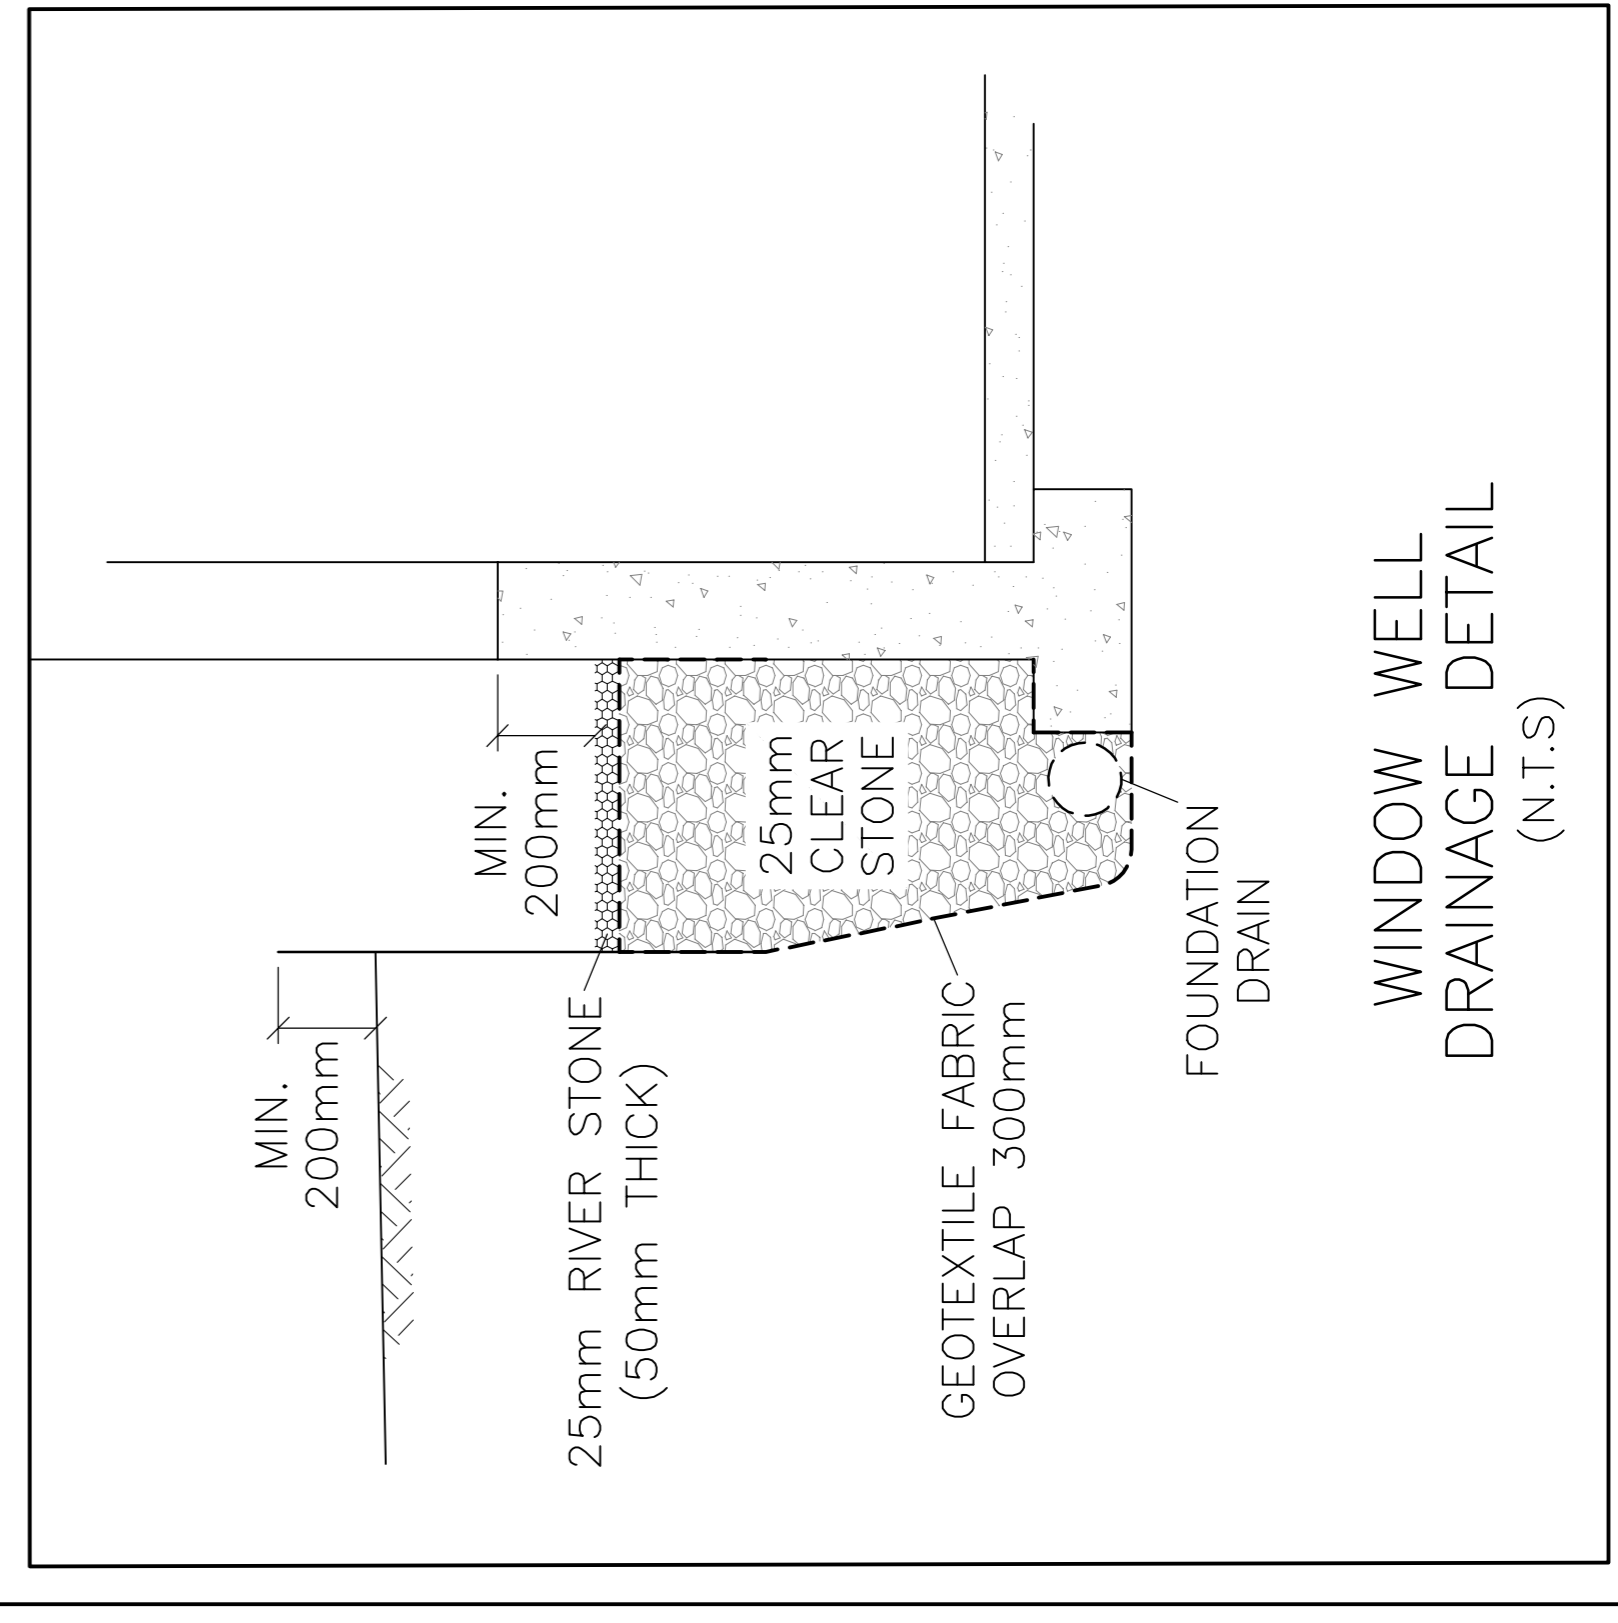 MIN.
200mm
MIN.
200mm
25mm RIVER STONE
(50mm THICK)
25mm
CLEAR
STONE
GEOTEXTILE FABRIC
OVERLAP 300mm
FOUNDATION
DRAIN
WINDOW WELL
DRAINAGE DETAIL
(N.T.S)